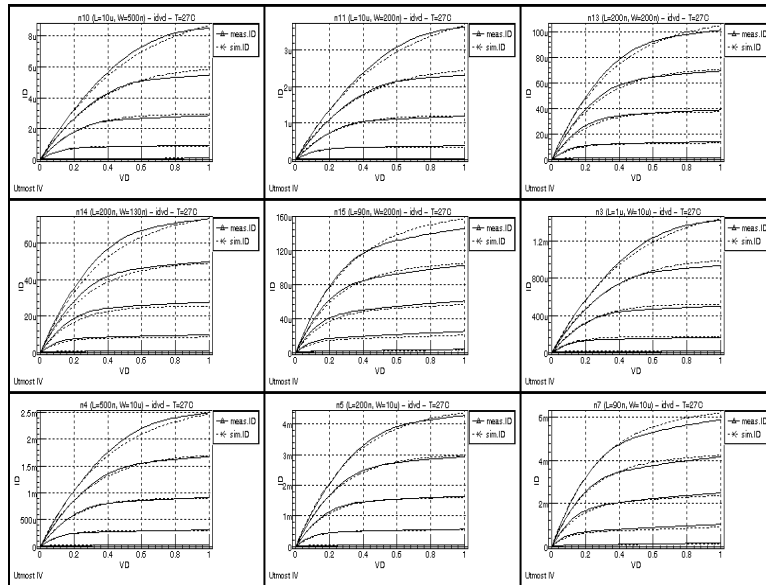 n10 (L=10u, W=500n) - idvd - T=27C
8u
6u
4u
2u
0
ID
0 0.2 0.4 0.6 0.8 1
VD
meas.ID
sim.ID
Utmost IV
n11 (L=10u, W=200n) - idvd - T=27C
3u
2u
1u
0
ID
0 0.2 0.4 0.6 0.8 1
VD
meas.ID
sim.ID
Utmost IV
n13 (L=200n, W=200n) - idvd - T=27C
100u
80u
60u
40u
20u
0
ID
0 0.2 0.4 0.6 0.8 1
VD
meas.ID
sim.ID
Utmost IV
n14 (L=200n, W=130n) - idvd - T=27C
60u
40u
20u
0
ID
0 0.2 0.4 0.6 0.8 1
VD
meas.ID
sim.ID
Utmost IV
n15 (L=90n, W=200n) - idvd - T=27C
160u
120u
80u
40u
0
ID
0 0.2 0.4 0.6 0.8 1
VD
meas.ID
sim.ID
Utmost IV
n3 (L=1u, W=10u) - idvd - T=27C
1.2m
800u
400u
0
ID
0 0.2 0.4 0.6 0.8 1
VD
meas.ID
sim.ID
Utmost IV
n4 (L=500n, W=10u) - idvd - T=27C
2.5m
2m
1.5m
1m
500u
0
ID
0 0.2 0.4 0.6 0.8 1
VD
meas.ID
sim.ID
Utmost IV
n5 (L=200n, W=10u) - idvd - T=27C
4m
3m
2m
1m
0
ID
0 0.2 0.4 0.6 0.8 1
VD
meas.ID
sim.ID
Utmost IV
n7 (L=90n, W=10u) - idvd - T=27C
6m
4m
2m
0
ID
0 0.2 0.4 0.6 0.8 1
VD
meas.ID
sim.ID
Utmost IV